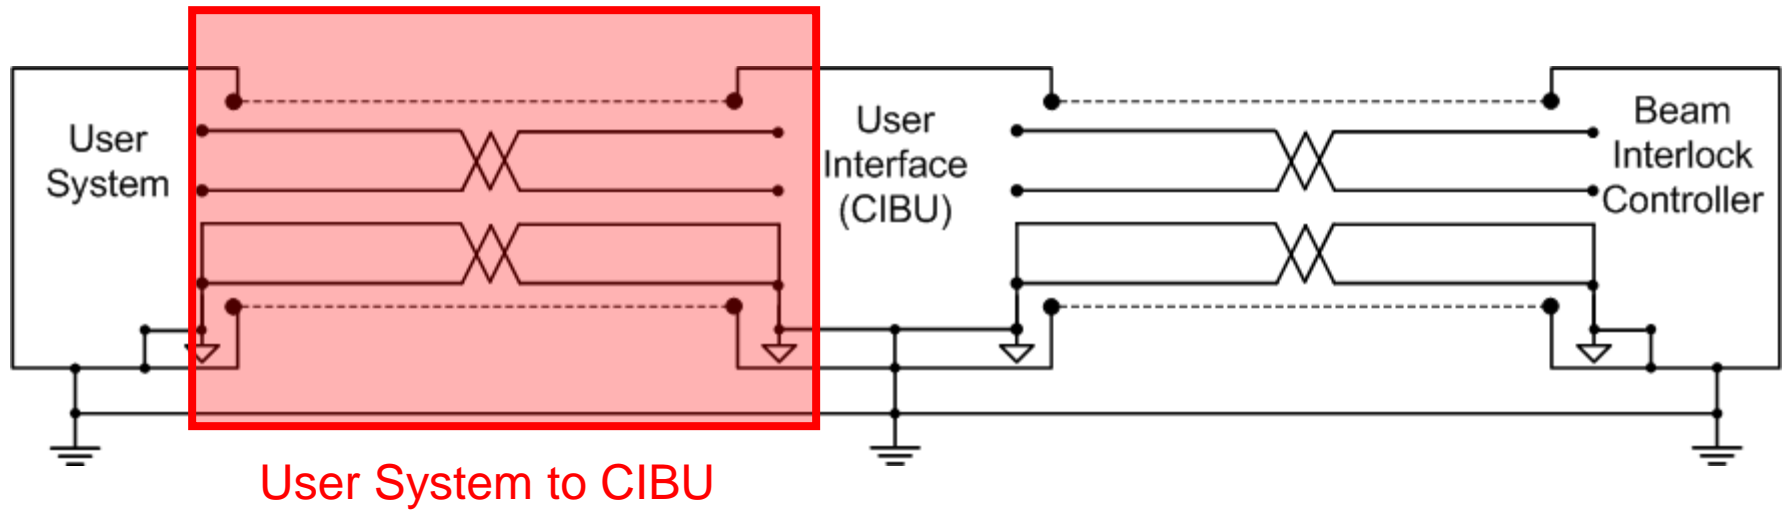 User
System
User
Interface
(CIBU)
Beam
Interlock
Controller
User System to CIBU